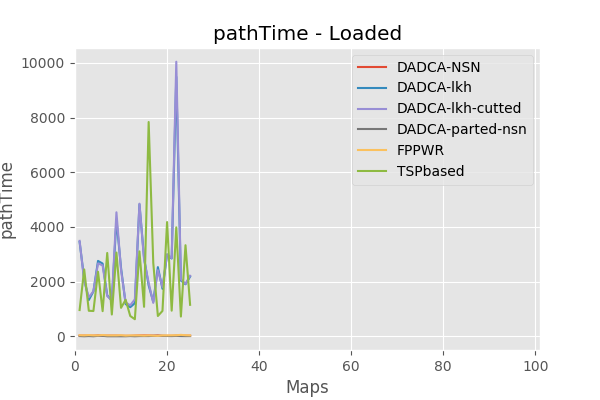 pathTime - Loaded
10000
8000
6000
4000
2000
0
pathTime
0
20
40
60
80
100
Maps
DADCA-NSN
DADCA-lkh
DADCA-lkh-cutted
DADCA-parted-nsn
FPPWR
TSPbased